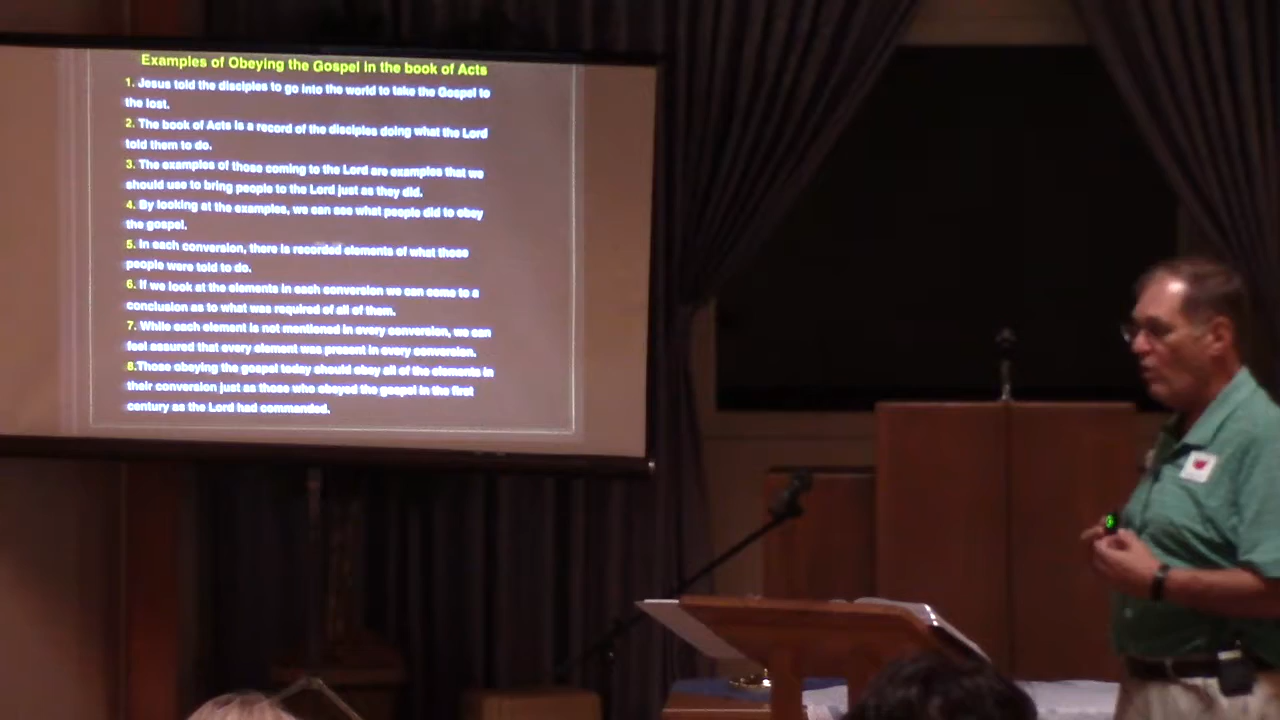 Examples of Obeying the Gospel in the book of Acts
1. Jesus told the disciples to go into the world to take the Gospel to
the lost.
2. The book of Acts is a record of the disciples doing what the Lord
told them to do.
3. The examples of those coming to the Lord are examples that we
should use to bring people to the Lord just as they did.
4. By looking at the examples, we can see what people did to obey
the gospel.
5. In each conversion, there is recorded elements of what those
people were told to do.
6. If we look at the elements in each conversion we can come to a
conclusion as to what was required of all of them.
7. While each element is not mentioned in every conversion, we can
feel assured that every element was present in every conversion.
8.Those obeying the gospel today should obey all of the elements in
their conversion just as those who obeyed the gospel in the first
century as the Lord had commanded.